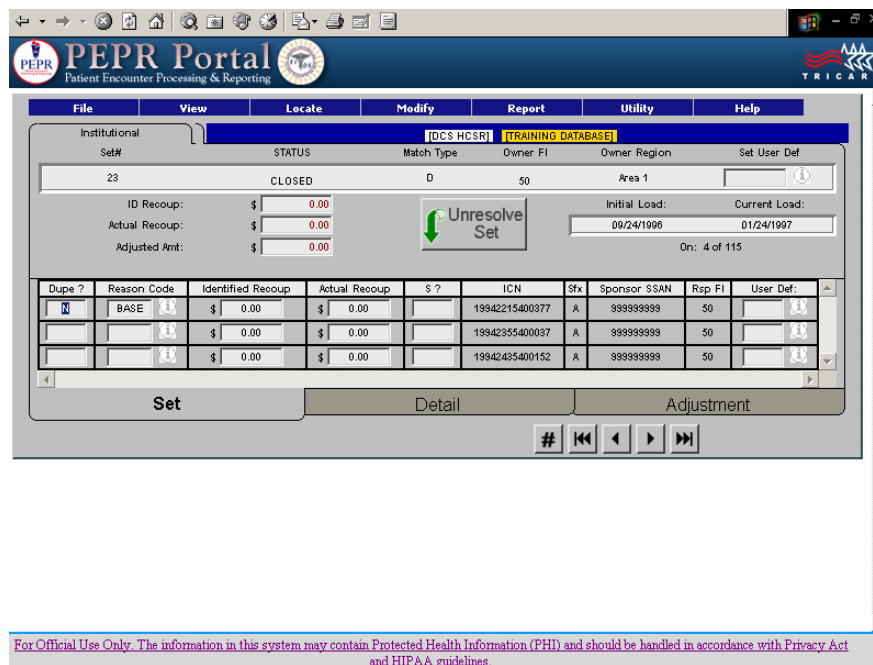 PEPR
PEPR Portal
Patient Encounter Processing & Reporting
TRICAR
File View Locate Modify Report Utility Help
Institutional [DCS HCSR] [TRAINING DATABASE]
Set# STATUS Match Type Owner FI Owner Region Set User Def
23 CLOSED D 50 Area 1
ID Recoup: $ 0.00 Unresolve Set Initial Load: Current Load:
Actual Recoup: $ 0.00 09/24/1996 01/24/1997
Adjusted Amt: $ 0.00 On: 4 of 115
Dupe ? Reason Code Identified Recoup Actual Recoup S ? ICN Sfx Sponsor SSAN Rsp FI User Def:
N BASE $ 0.00 $ 0.00 19942215400377 A 999999999 50
$ 0.00 $ 0.00 19942355400037 A 999999999 50
$ 0.00 $ 0.00 19942435400152 A 999999999 50
Set Detail Adjustment
#
For Official Use Only. The information in this system may contain Protected Health Information (PHI) and should be handled in accordance with Privacy Act
and HIPAA guidelines.